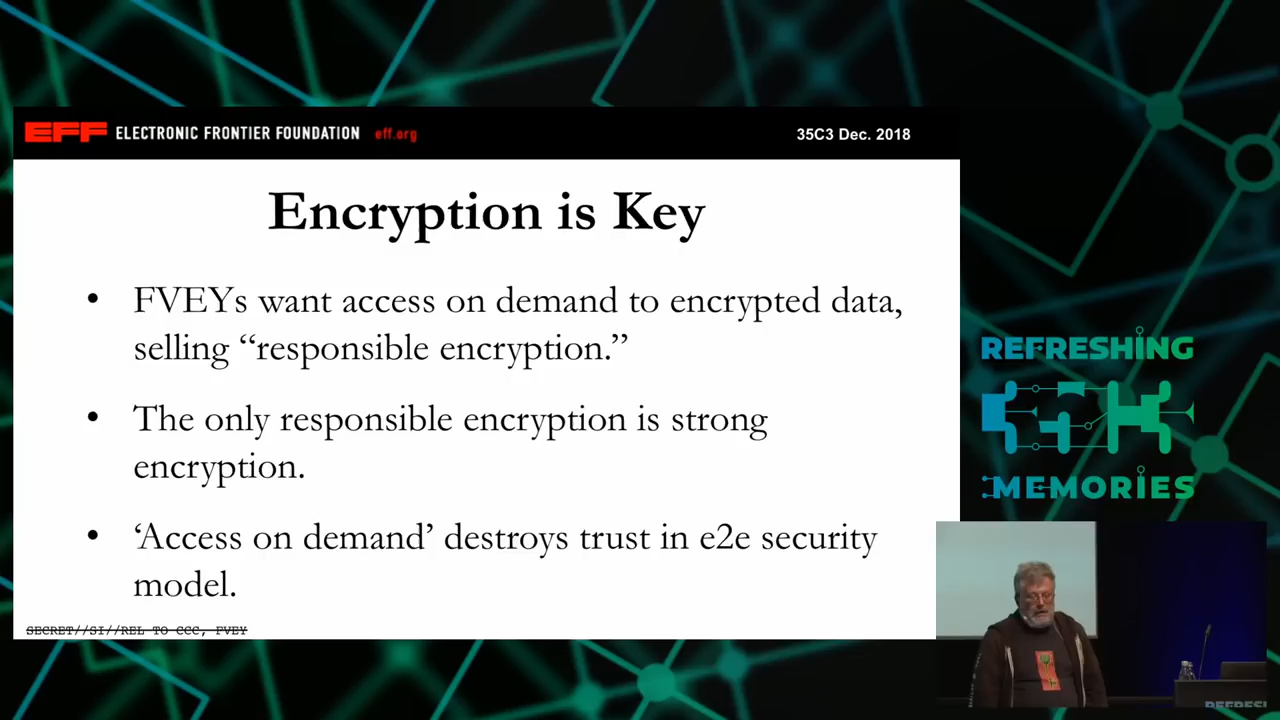 EFF ELECTRONIC FRONTIER FOUNDATION eff.org
35C3 Dec. 2018
Encryption is Key
• FVEYs want access on demand to encrypted data,
selling “responsible encryption.”
• The only responsible encryption is strong
encryption.
• ‘Access on demand’ destroys trust in e2e security
model.
SECRET//SI//REL TO CCC, FVEY
REFRESHING
35C3
MEMORIES
REFRESI